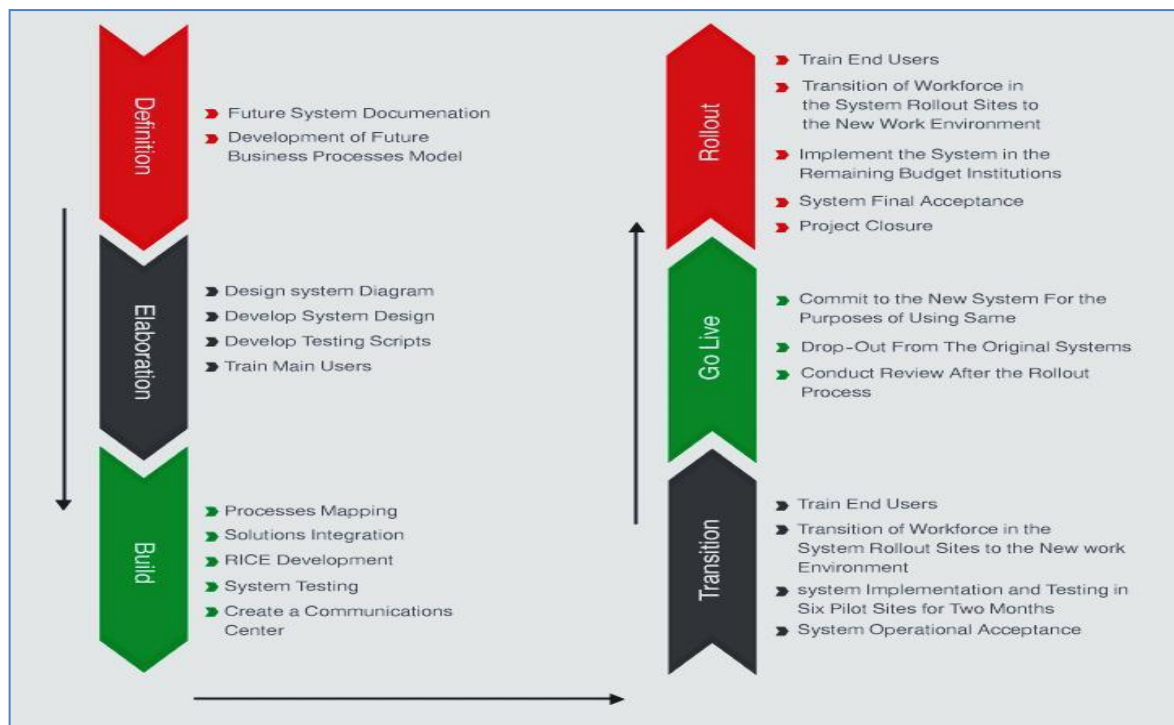 Definition
Future System Documenation
Development of Future
Business Processes Model
Elaboration
Design system Diagram
Develop System Design
Develop Testing Scripts
Train Main Users
Build
Processes Mapping
Solutions Integration
RICE Development
System Testing
Create a Communications
Center
Transition
Train End Users
Transition of Workforce in the
System Rollout Sites to the New work
Environment
system Implementation and Testing in
Six Pilot Sites for Two Months
System Operational Acceptance
Go Live
Commit to the New System For the
Purposes of Using Same
Drop-Out From The Original Systems
Conduct Review After the Rollout
Process
Rollout
Train End Users
Transition of Workforce in
the System Rollout Sites to
the New Work Environment
Implement the System in the
Remaining Budget Institutions
System Final Acceptance
Project Closure